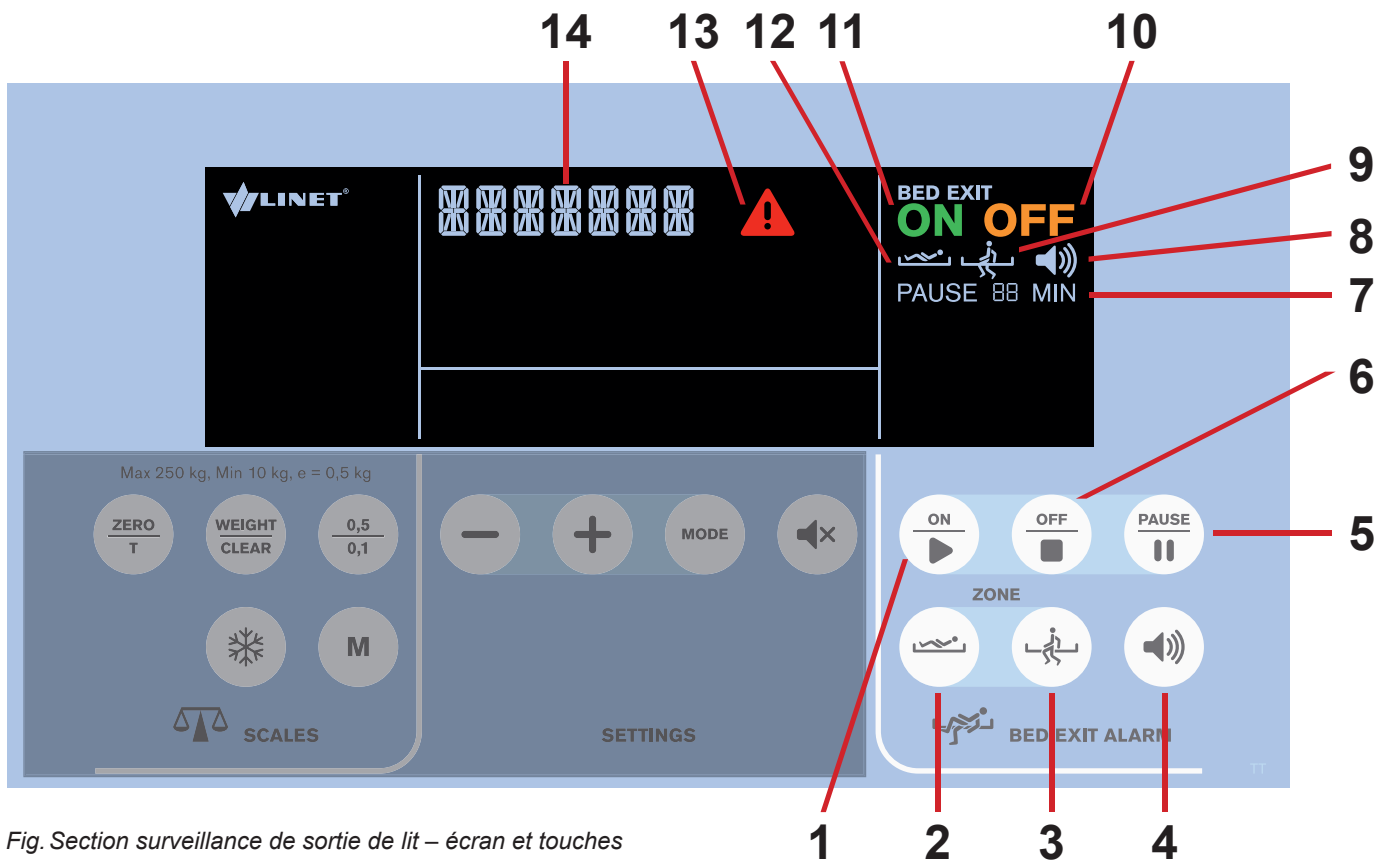 14 13 12 11 10
LINET®
BED EXIT
ON OFF
9
8
PAUSE 88 MIN
7
6
Max 250 kg, Min 10 kg, e = 0,5 kg
ZERO
T
WEIGHT
CLEAR
0,5
0,1
MODE
ON
OFF
PAUSE
5
ZONE
M
SCALES
SETTINGS
BED EXIT ALARM
TT
Fig. Section surveillance de sortie de lit – écran et touches
1 2 3 4